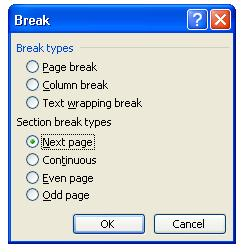 Break
Break types
Page break
Column break
Text wrapping break
Section break types
Next page
Continuous
Even page
Odd page
OK Cancel